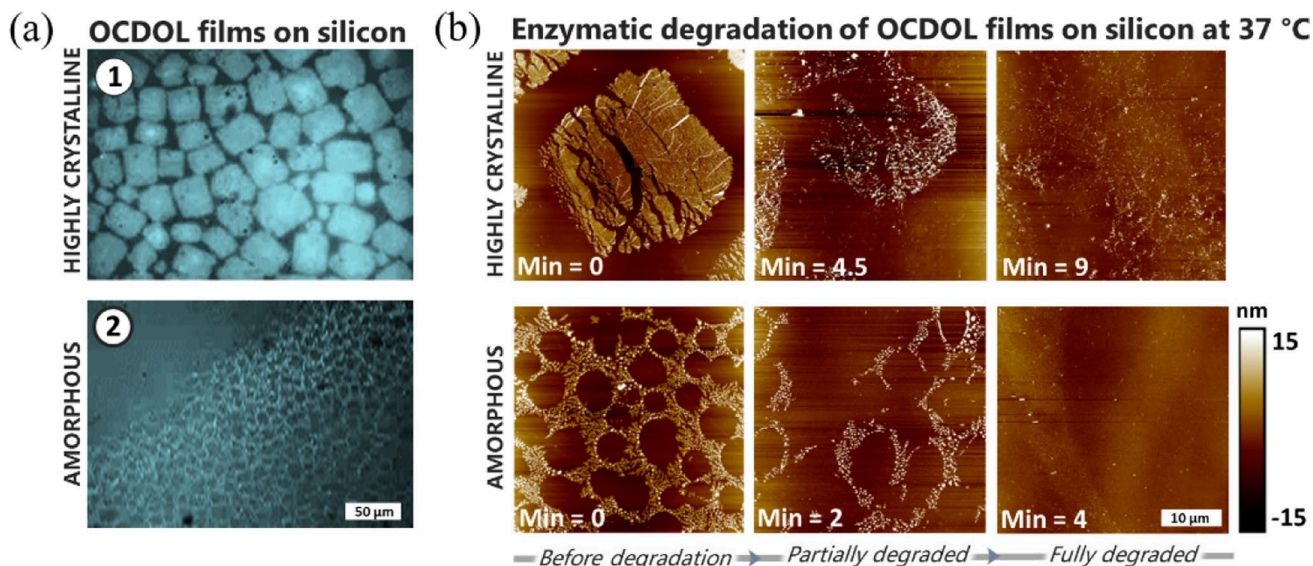 (a)
OCDOL films on silicon
HIGHLY CRYSTALLINE
1
AMORPHOUS
2
50 μm
(b)
Enzymatic degradation of OCDOL films on silicon at 37 °C
HIGHLY CRYSTALLINE
Min = 0
Min = 4.5
Min = 9
AMORPHOUS
Min = 0
Min = 2
Min = 4
10 μm
nm
15
-15
Before degradation
Partially degraded
Fully degraded